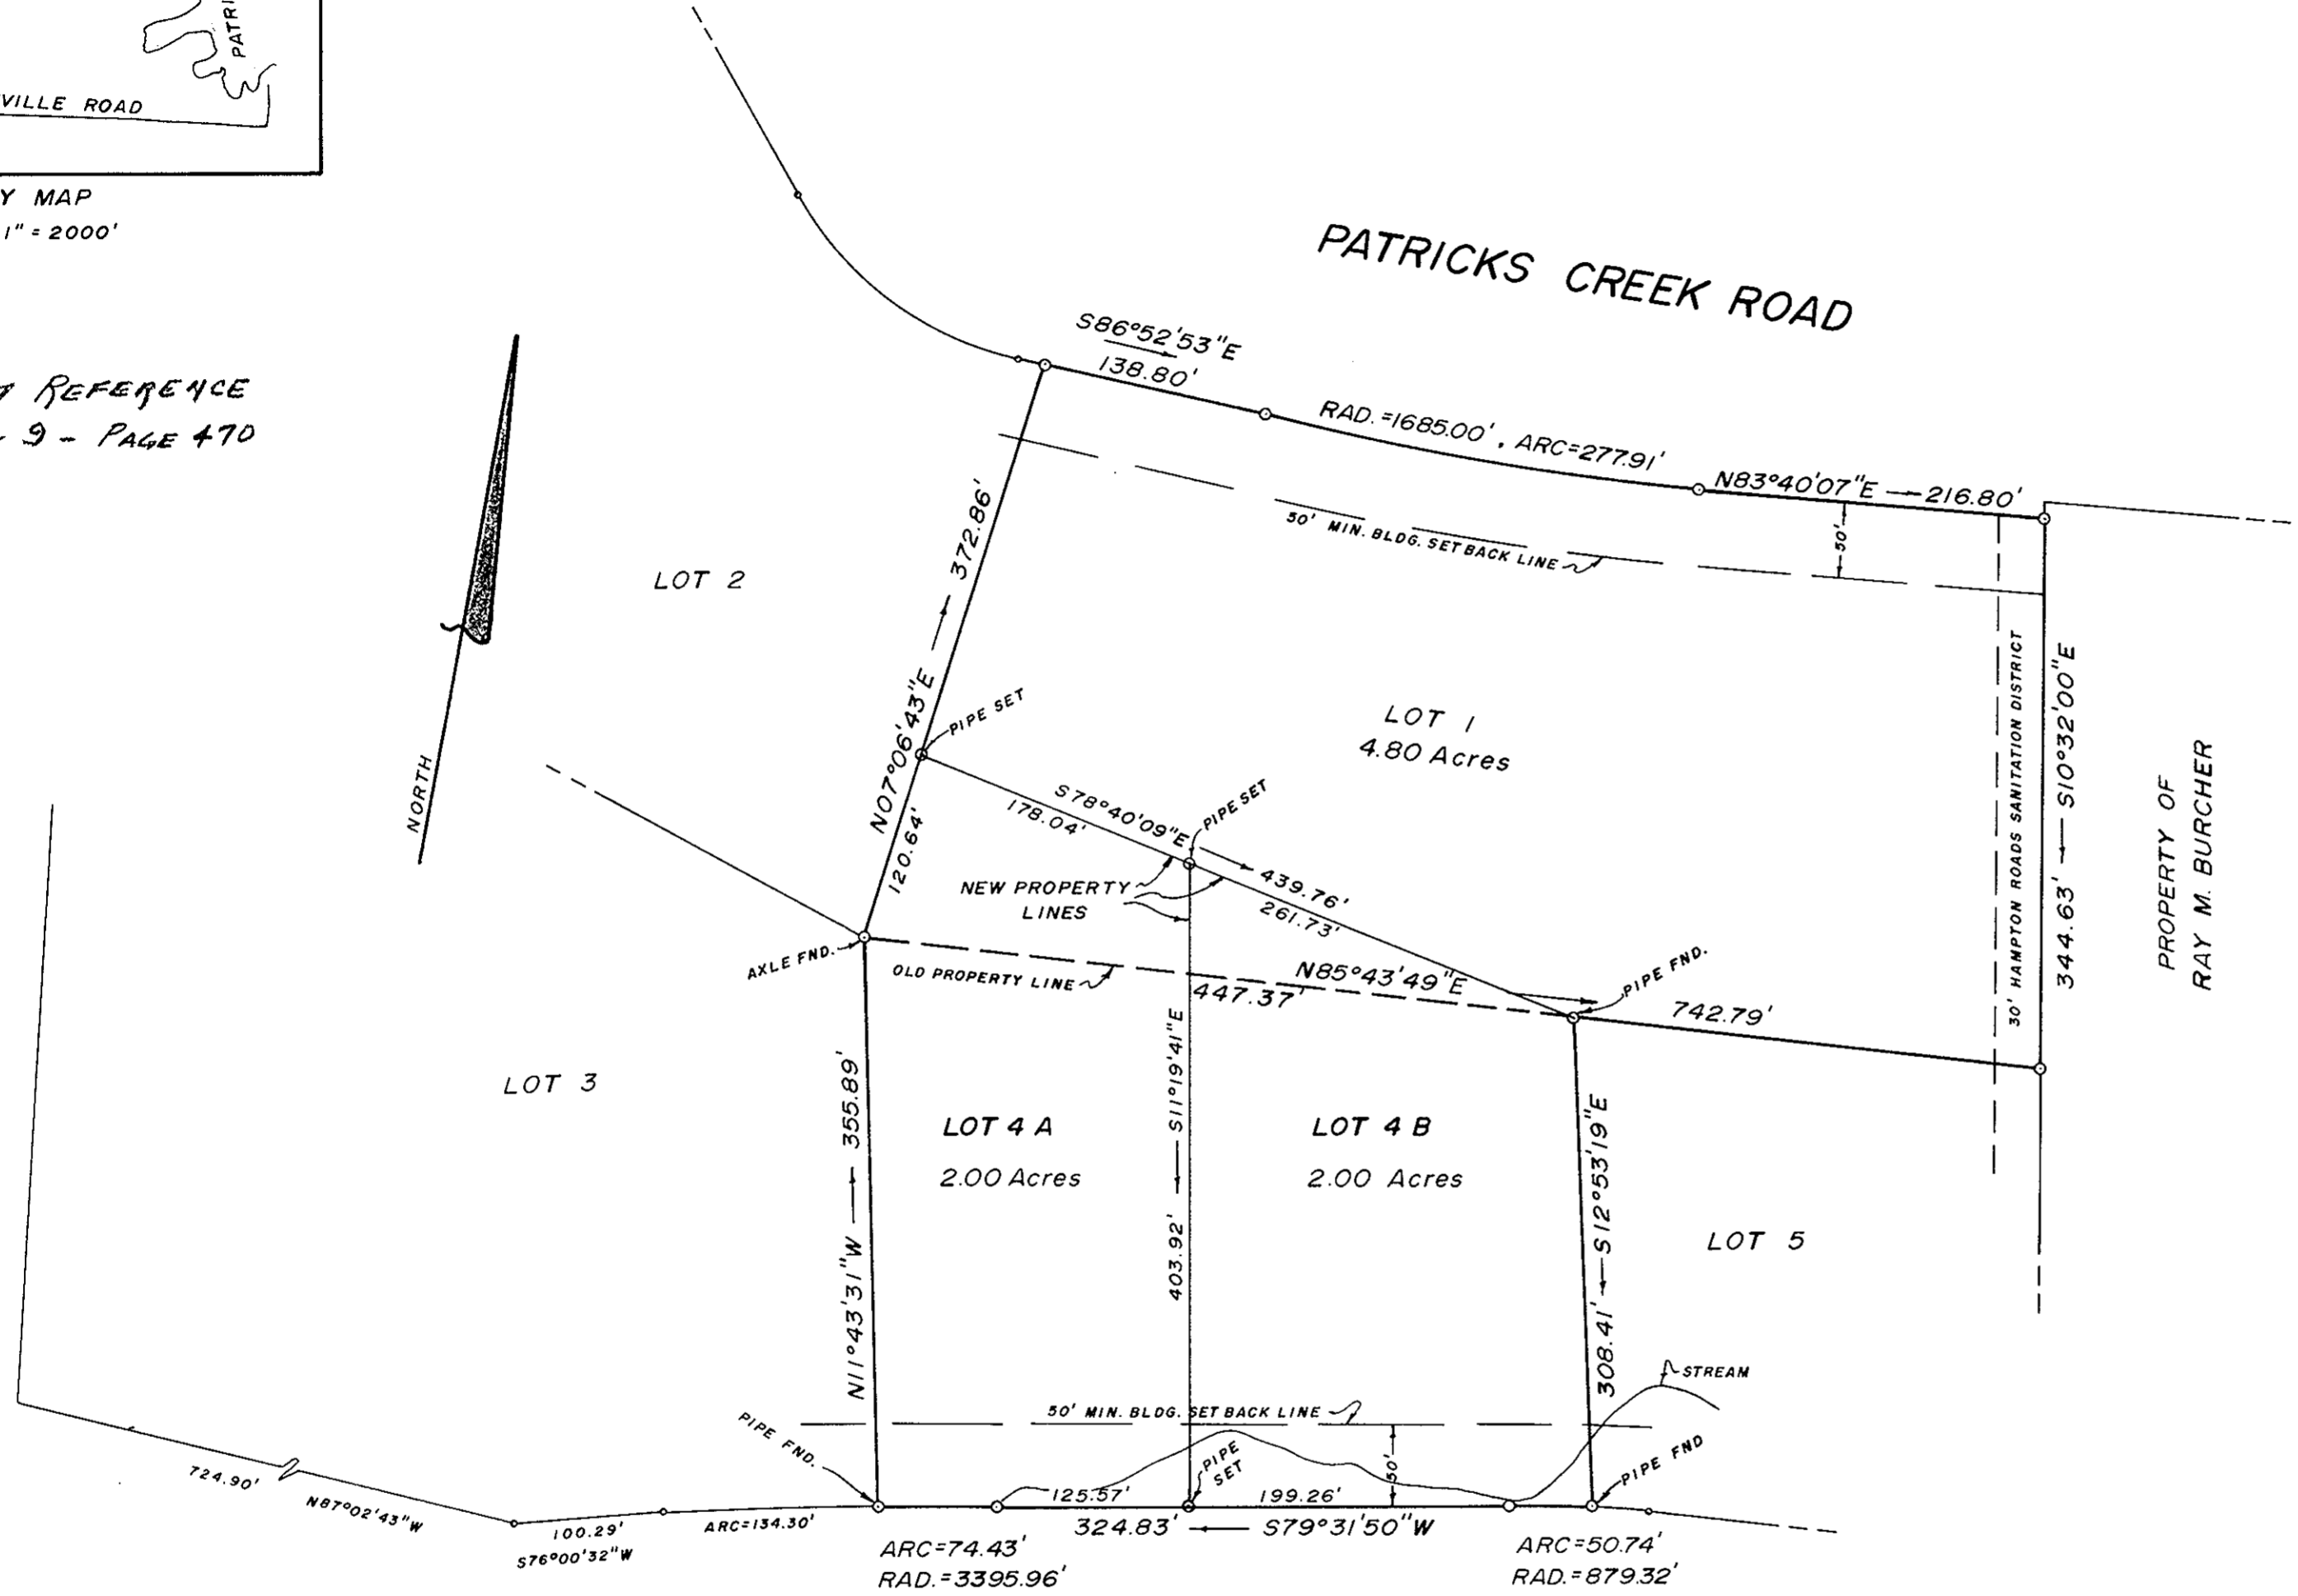 VILLE ROAD
Y MAP
1" = 2000'
REFERENCE
9 - PAGE 470
NORTH
PATRICKS CREEK ROAD
S86°52'53"E
138.80'
RAD.=1685.00', ARC=277.91'
N83°40'07"E 216.80'
50' MIN. BLDG. SETBACK LINE
50'
LOT 2
N07°06'43"E 372.86'
PIPE SET
120.64'
LOT 1
4.80 Acres
30' HAMPTON ROADS SANITATION DISTRICT
344.63' S10°32'00"E
PROPERTY OF
RAY M. BURCHER
S78°40'09"E 439.76'
178.04'
261.73'
PIPE SET
NEW PROPERTY
LINES
AXLE FND.
OLD PROPERTY LINE
N85°43'49"E
447.37'
PIPE FND.
742.79'
LOT 3
N11°43'31"W 355.89'
LOT 4 A
2.00 Acres
403.92' S11°19'41"E
LOT 4 B
2.00 Acres
308.41' S12°53'19"E
LOT 5
STREAM
50' MIN. BLDG. SET BACK LINE
50'
PIPE FND.
PIPE
SET
PIPE FND
724.90'
N87°02'43"W
100.29'
S76°00'32"W
ARC=134.30'
125.57'
199.26'
324.83' S79°31'50"W
ARC=74.43'
RAD.=3395.96'
ARC=50.74'
RAD.=879.32'